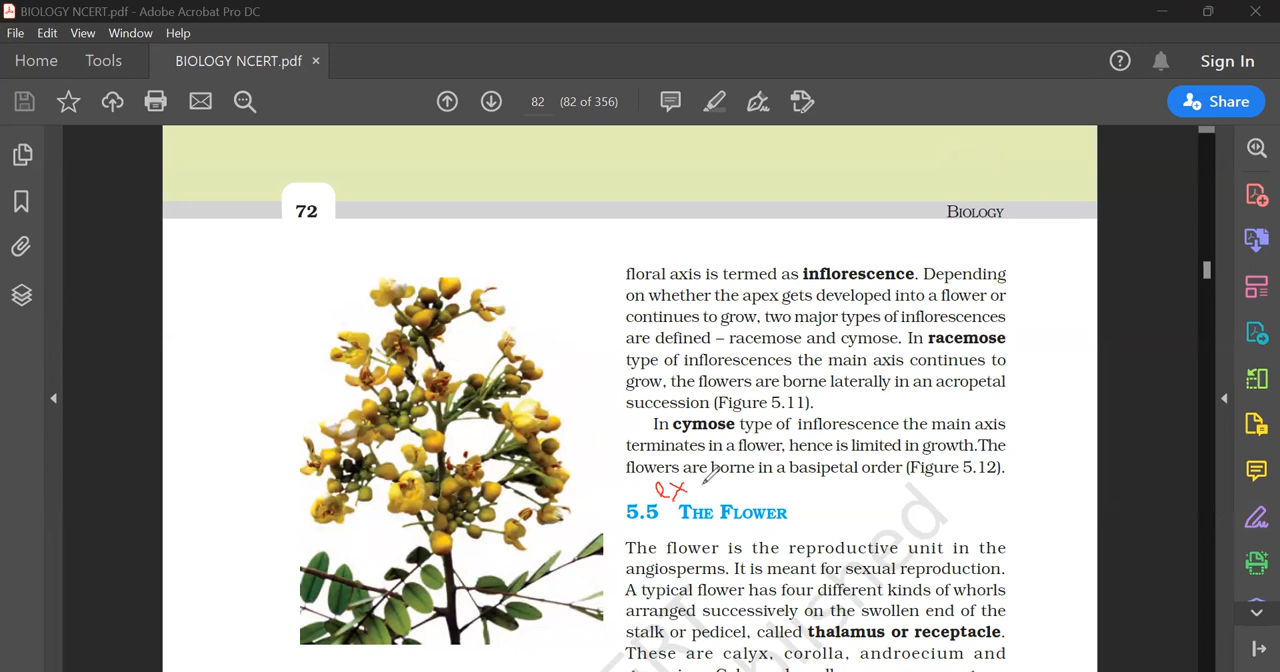 BIOLOGY NCERT.pdf - Adobe Acrobat Pro DC
File Edit View Window Help
Home Tools BIOLOGY NCERT.pdf × Sign In
82 (82 of 356) Share
72 BIOLOGY
floral axis is termed as inflorescence. Depending
on whether the apex gets developed into a flower or
continues to grow, two major types of inflorescences
are defined – racemose and cymose. In racemose
type of inflorescences the main axis continues to
grow, the flowers are borne laterally in an acropetal
succession (Figure 5.11).
In cymose type of inflorescence the main axis
terminates in a flower, hence is limited in growth.The
flowers are borne in a basipetal order (Figure 5.12).
ex
5.5 THE FLOWER
The flower is the reproductive unit in the
angiosperms. It is meant for sexual reproduction.
A typical flower has four different kinds of whorls
arranged successively on the swollen end of the
stalk or pedicel, called thalamus or receptacle.
These are calyx, corolla, androecium and